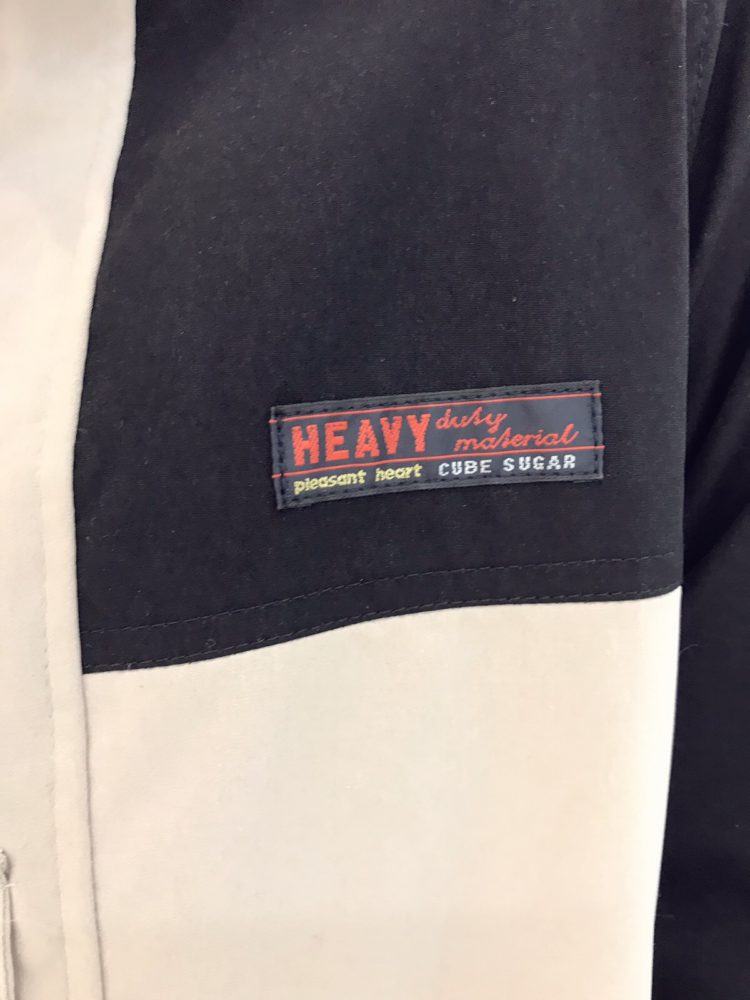 HEAVY duty
material
pleasant heart CUBE SUGAR